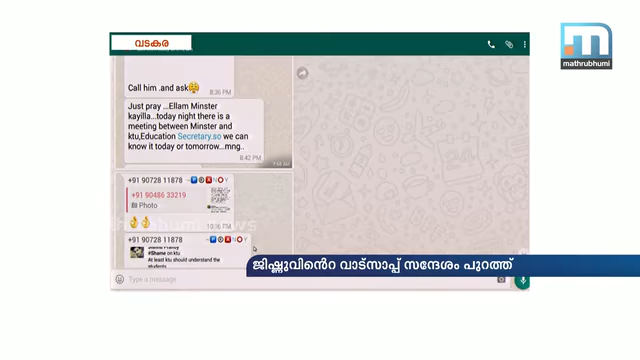 വടകര
mathrubhumi
Call him .and ask
8:36 PM
Just pray ...Ellam Minster
kayilla...today night there is a
meeting between Minster and
ktu,Education Secretary.so we can
know it today or tomorrow...mng..
8:42 PM
+91 90728 11878
+91 90486 33219
Photo
10:36 PM
+91 90728 11878
#Shame on ktu
At least ktu should understand the
students
ജിഷ്ണുവിൻെറ വാട്സാപ്പ് സന്ദേശം പുറത്ത്
Type a message